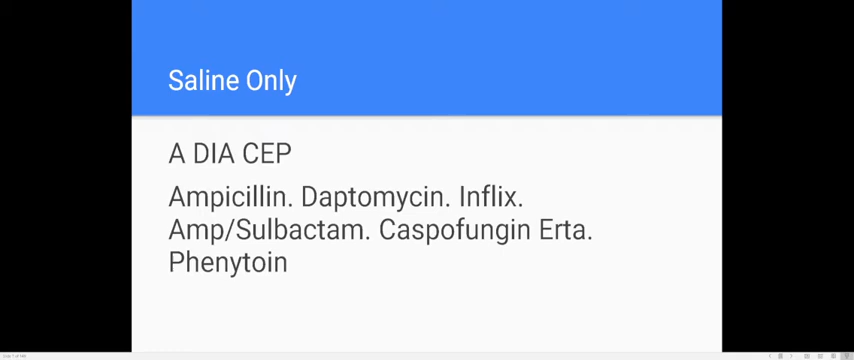 Saline Only
A DIA CEP
Ampicillin. Daptomycin. Inflix.
Amp/Sulbactam. Caspofungin Erta.
Phenytoin